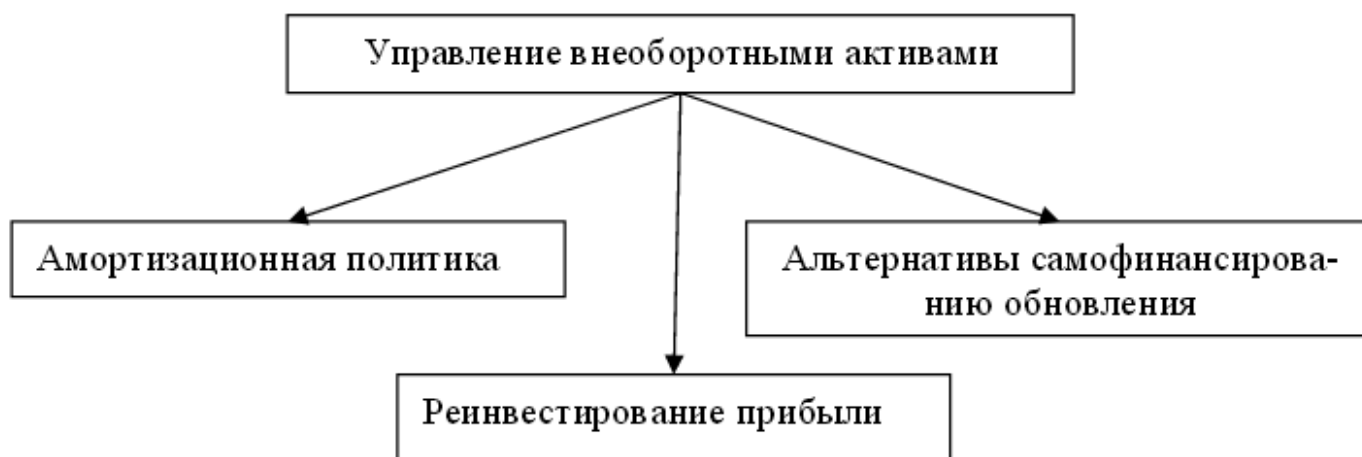 Управление внеоборотными активами
Амортизационная политика
Альтернативы самофинансирова-
нию обновления
Реинвестирование прибыли